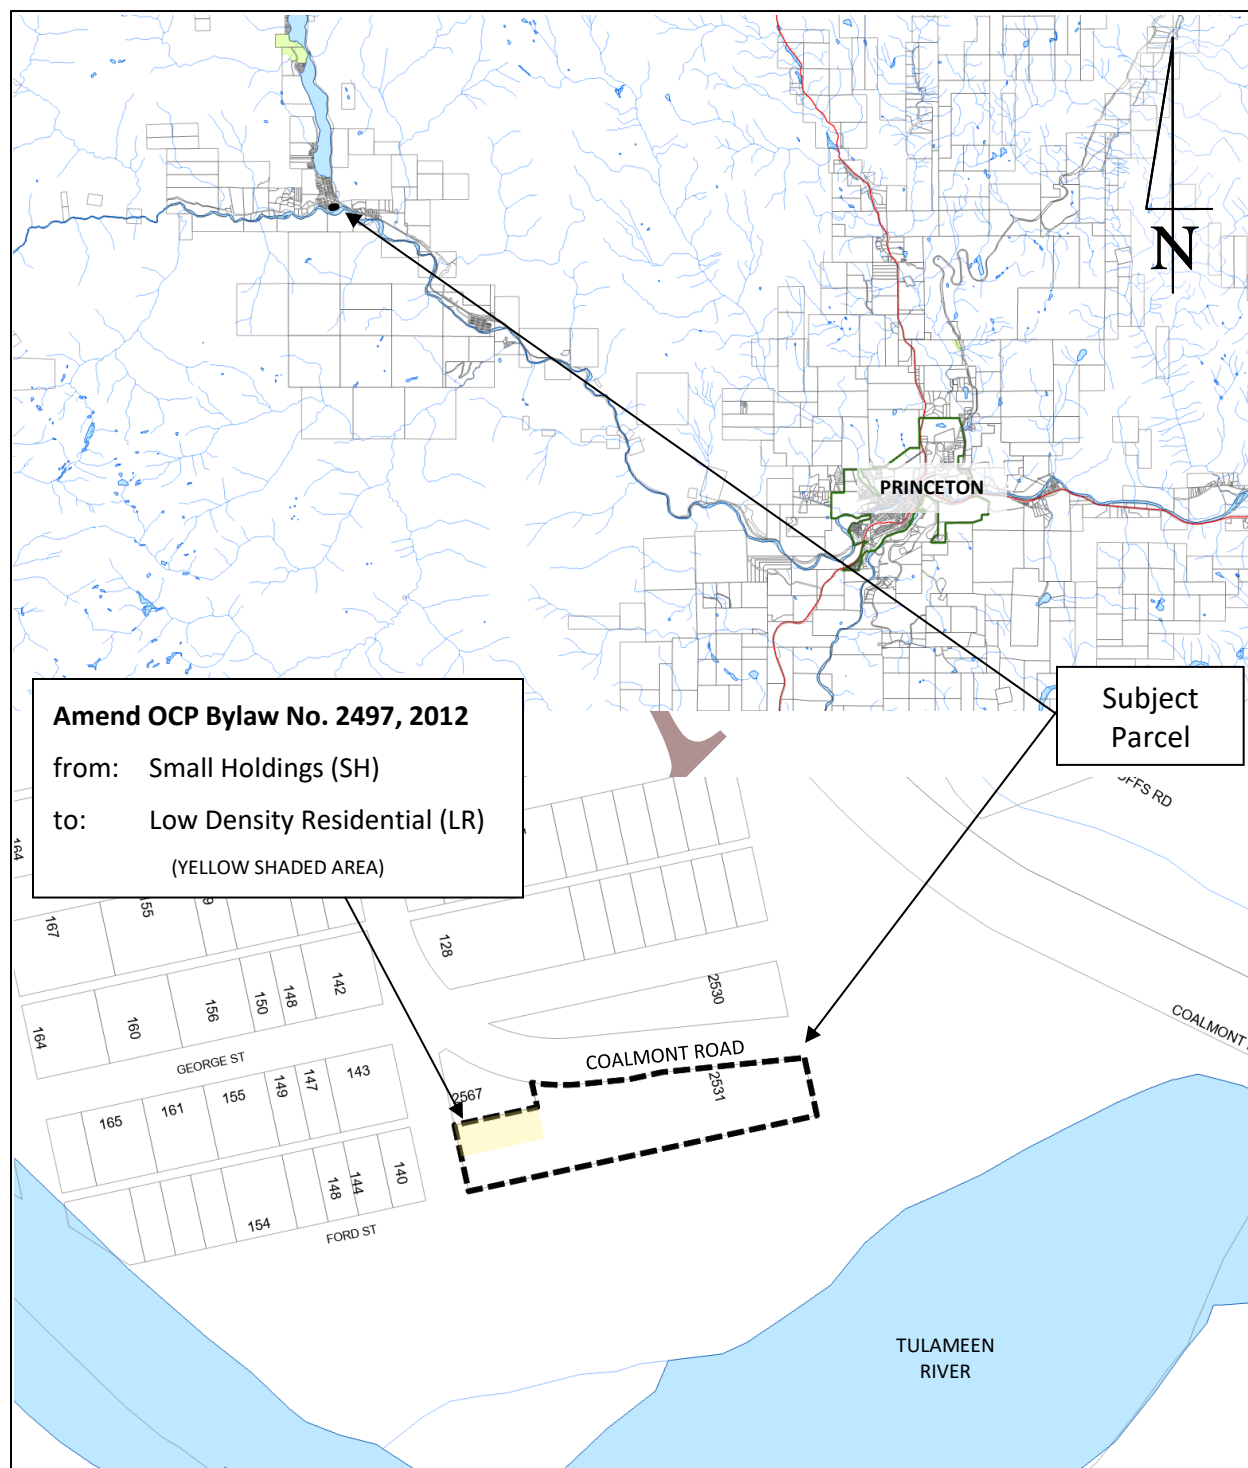 N
PRINCETON
Subject
Parcel
Amend OCP Bylaw No. 2497, 2012
from: Small Holdings (SH)
to: Low Density Residential (LR)
(YELLOW SHADED AREA)
164
167
155
128
142
148
150
156
160
164
GEORGE ST
2530
COALMONT ROAD
COALMONT
2531
2567
143
147
149
155
161
165
140
144
148
154
FORD ST
TULAMEEN
RIVER